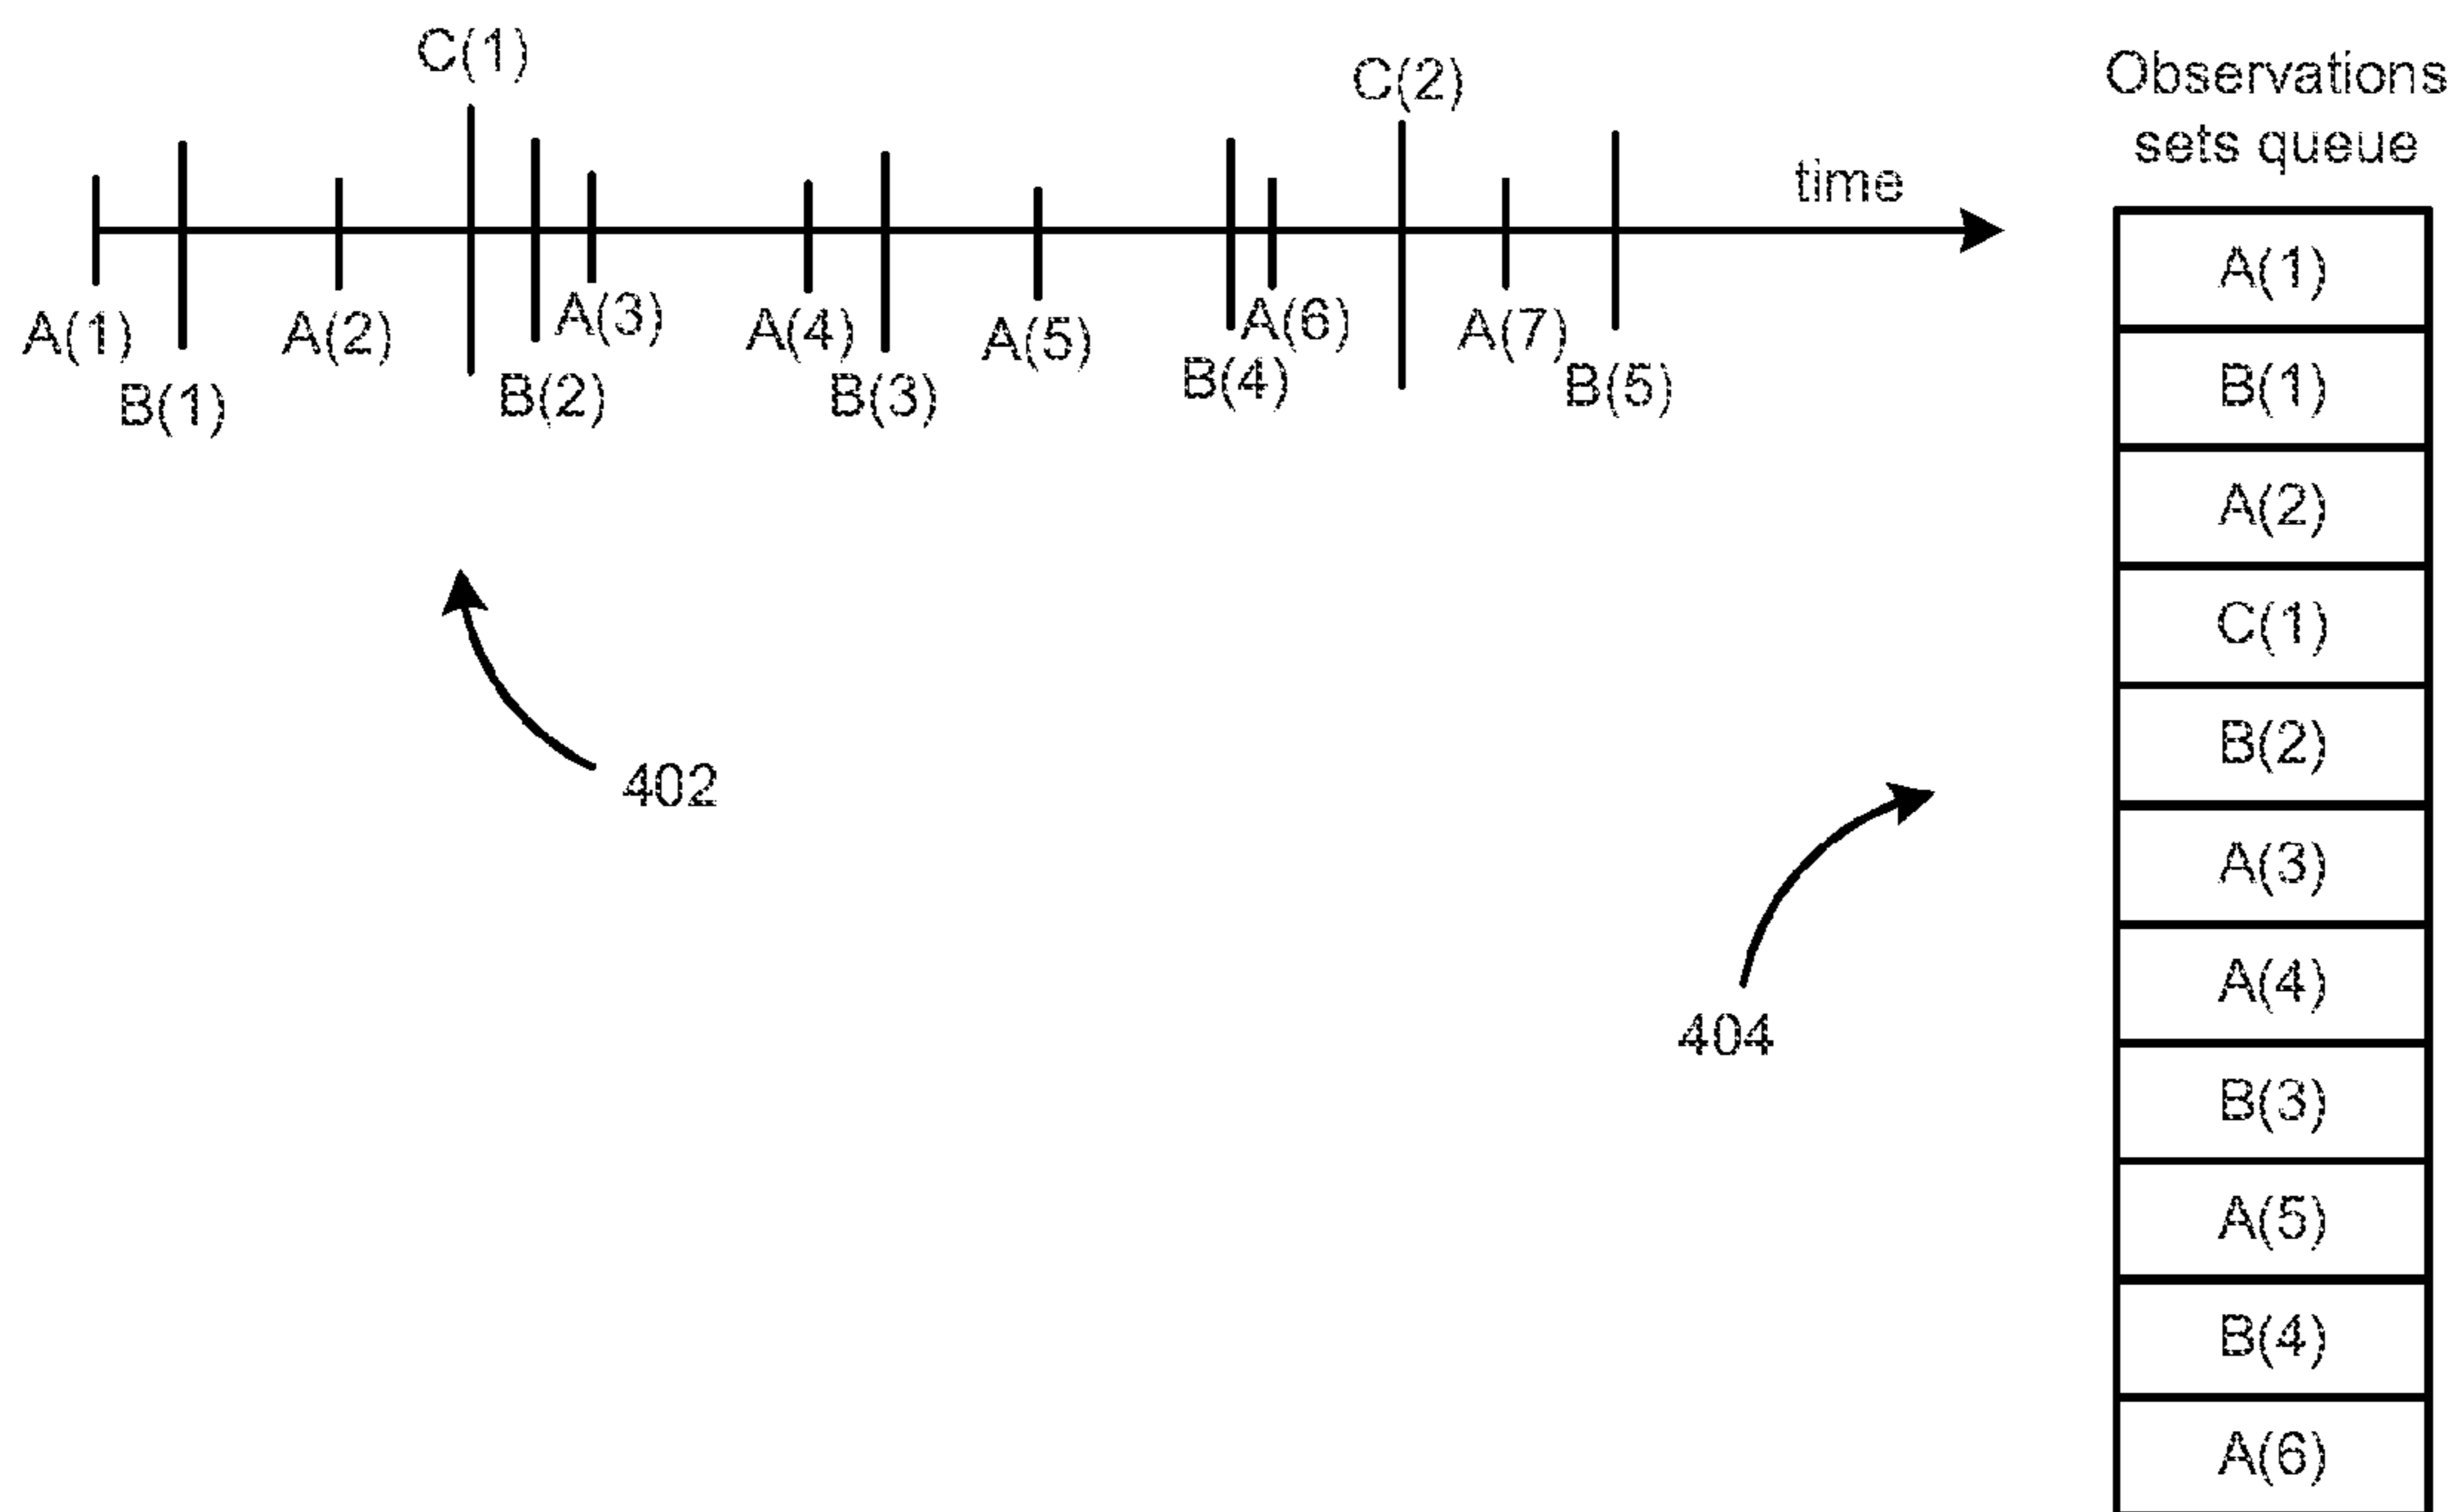 C(1)
C(2)
time
A(1)
B(1)
A(2)
B(2)
A(3)
A(4)
B(3)
A(5)
B(4)
A(6)
A(7)
B(5)
402
404
Observations
sets queue
A(1)
B(1)
A(2)
C(1)
B(2)
A(3)
A(4)
B(3)
A(5)
B(4)
A(6)